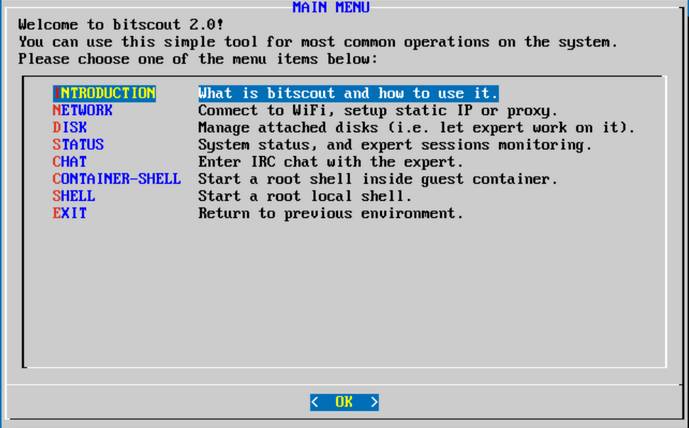 MAIN MENU
Welcome to bitscout 2.0!
You can use this simple tool for most common operations on the system.
Please choose one of the menu items below:
INTRODUCTION What is bitscout and how to use it.
NETWORK Connect to WiFi, setup static IP or proxy.
DISK Manage attached disks (i.e. let expert work on it).
STATUS System status, and expert sessions monitoring.
CHAT Enter IRC chat with the expert.
CONTAINER-SHELL Start a root shell inside guest container.
SHELL Start a root local shell.
EXIT Return to previous environment.
< OK >